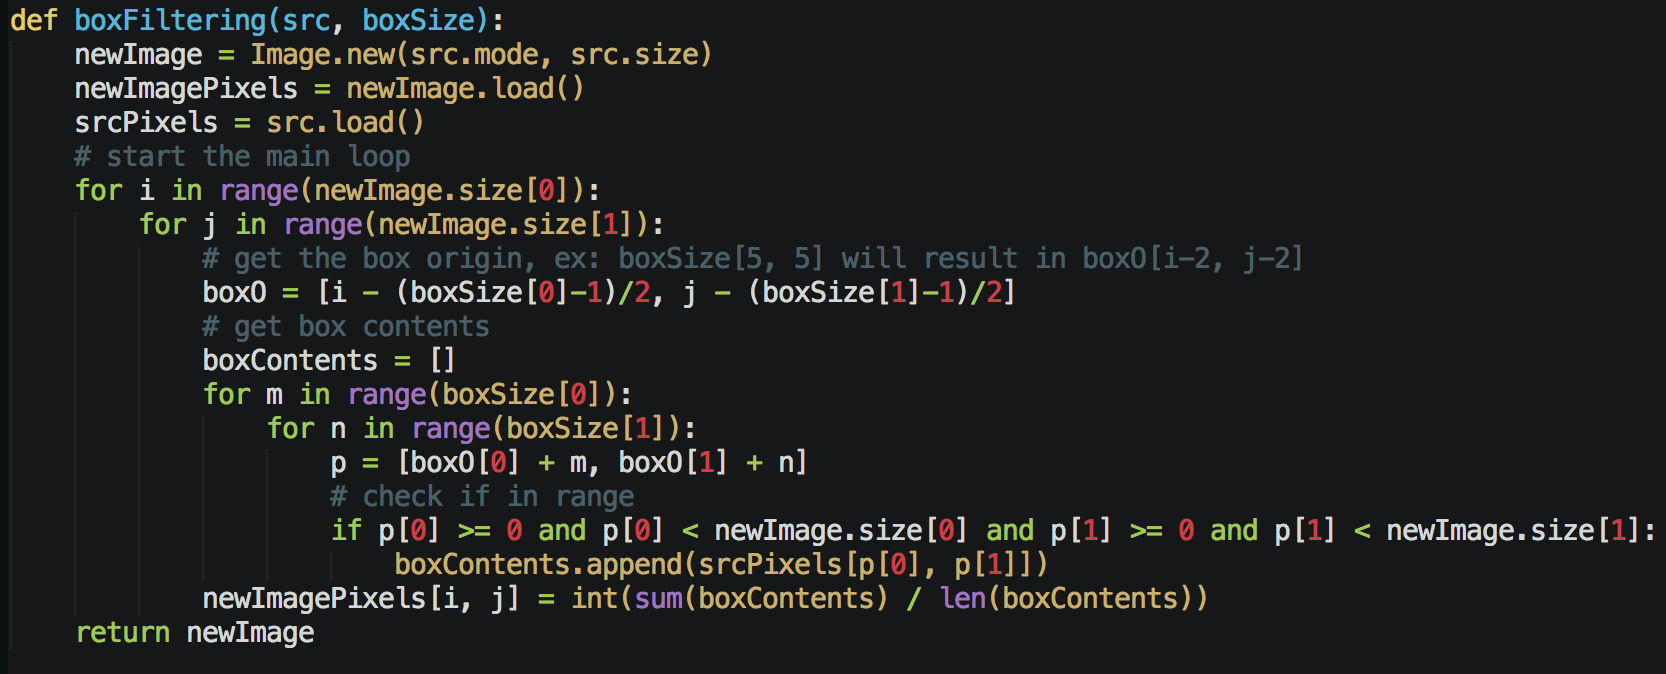 def boxFiltering(src, boxSize):
    newImage = Image.new(src.mode, src.size)
    newImagePixels = newImage.load()
    srcPixels = src.load()
    # start the main loop
    for i in range(newImage.size[0]):
        for j in range(newImage.size[1]):
            # get the box origin, ex: boxSize[5, 5] will result in boxO[i-2, j-2]
            boxO = [i - (boxSize[0]-1)/2, j - (boxSize[1]-1)/2]
            # get box contents
            boxContents = []
            for m in range(boxSize[0]):
                for n in range(boxSize[1]):
                    p = [boxO[0] + m, boxO[1] + n]
                    # check if in range
                    if p[0] >= 0 and p[0] < newImage.size[0] and p[1] >= 0 and p[1] < newImage.size[1]:
                        boxContents.append(srcPixels[p[0], p[1]])
            newImagePixels[i, j] = int(sum(boxContents) / len(boxContents))
    return newImage